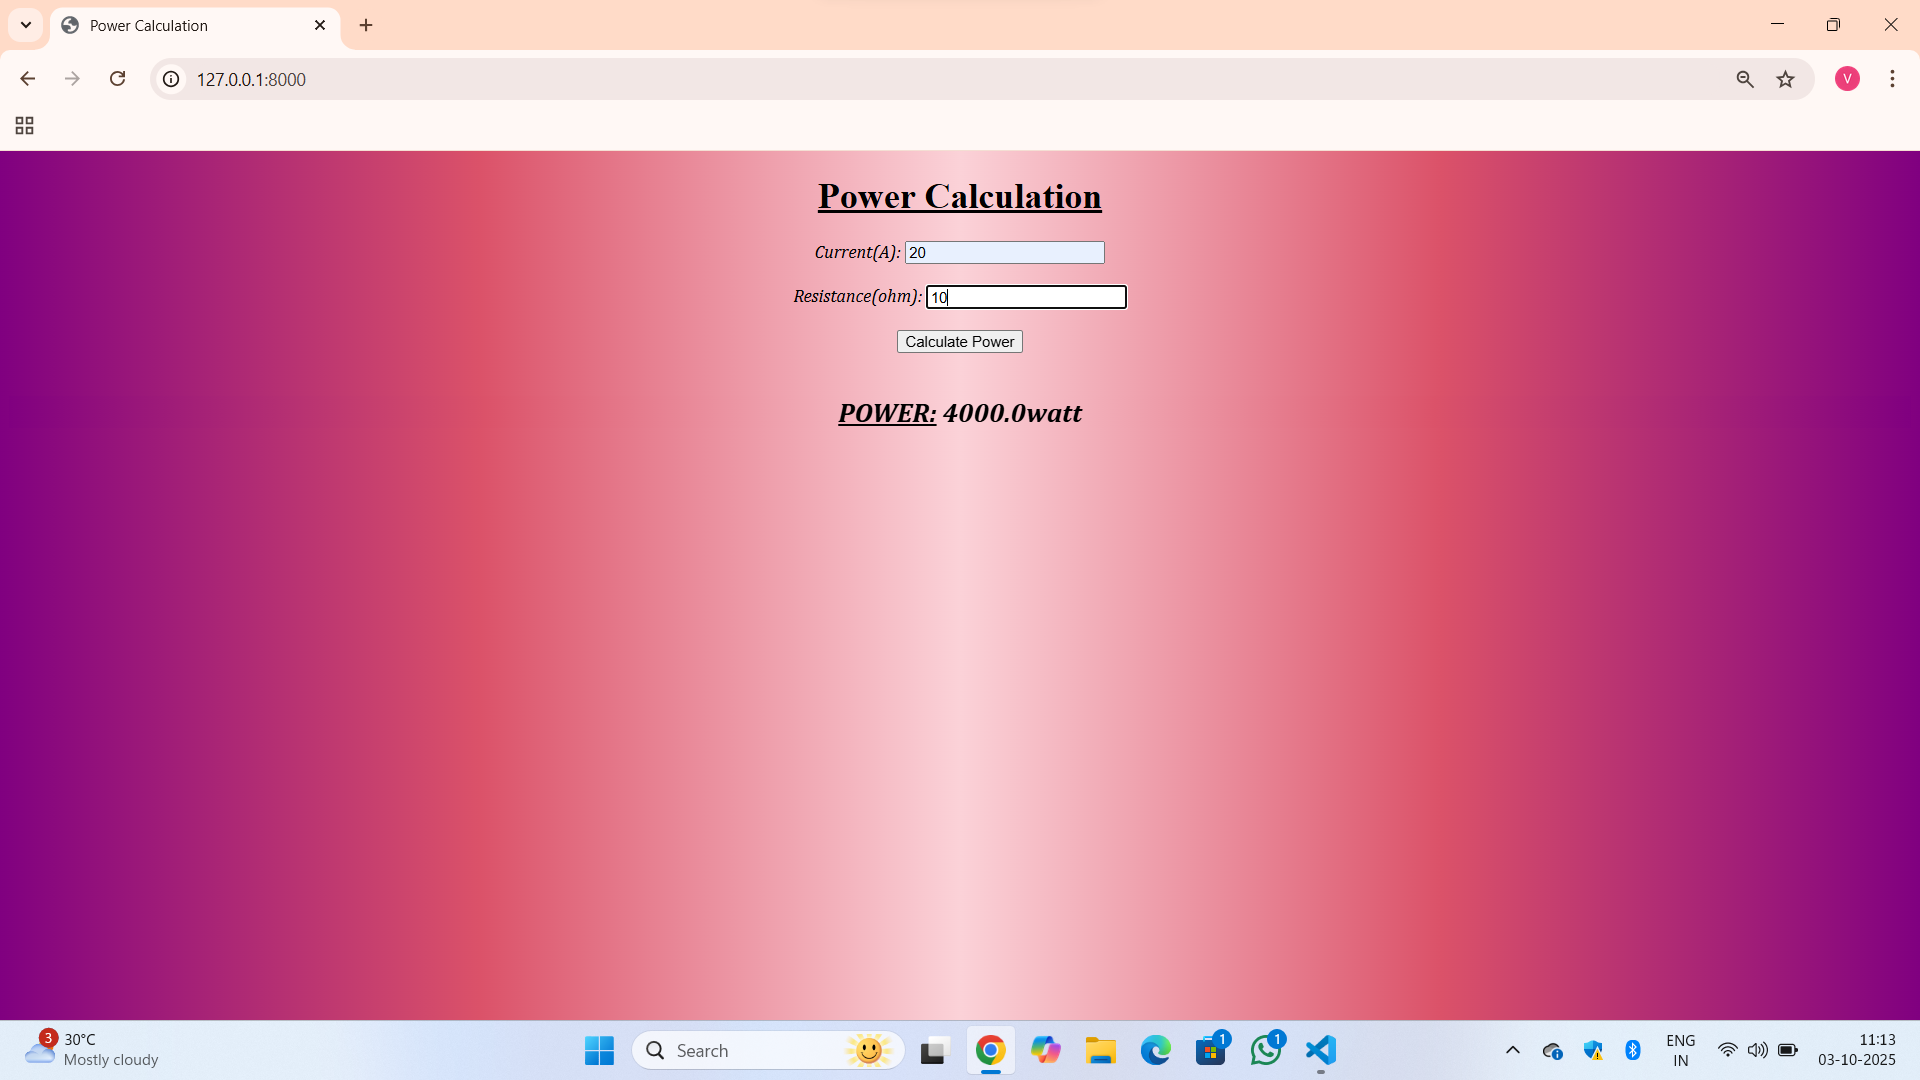 Power Calculation
127.0.0.1:8000
V
Power Calculation
Current(A): 20
Resistance(ohm): 10
Calculate Power
POWER: 4000.0watt
3
30°C
Mostly cloudy
Search
1
1
ENG
IN
11:13
03-10-2025